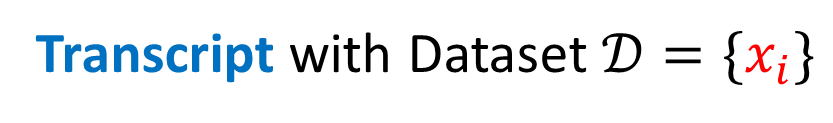 Transcript with Dataset 𝒟 = {xᵢ}